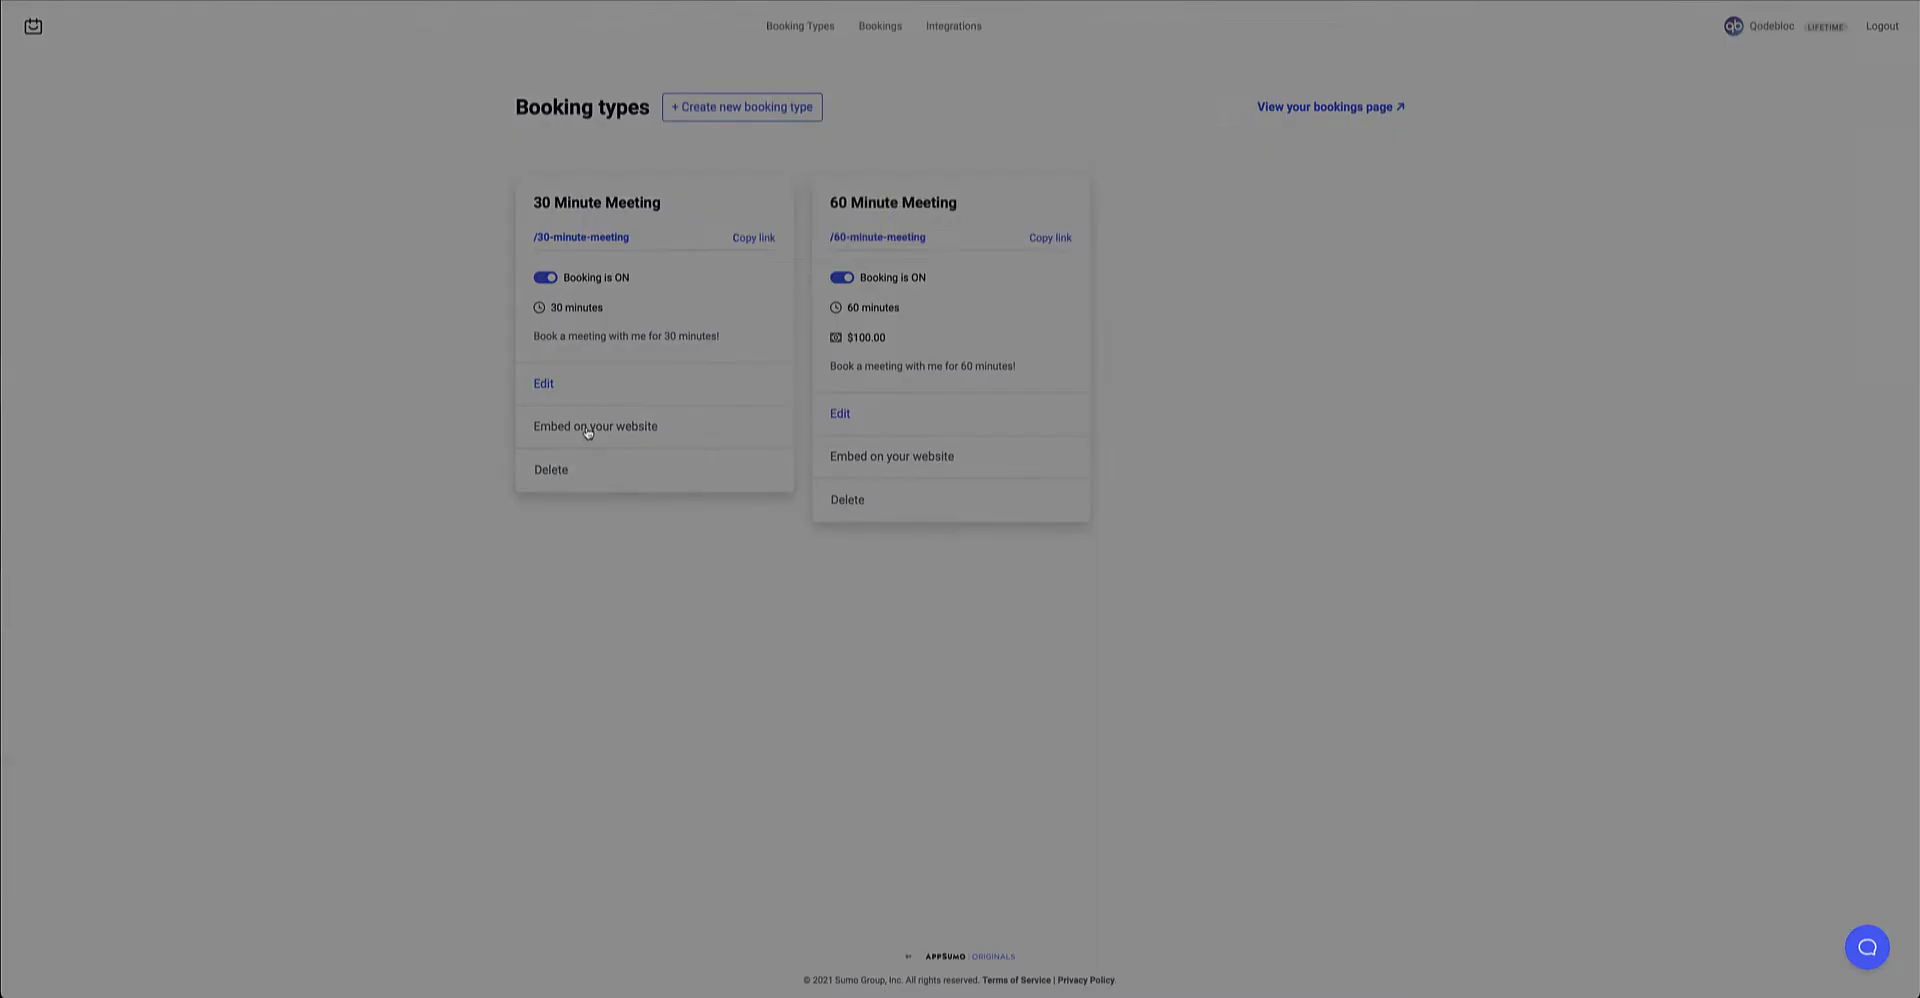 Booking Types Bookings Integrations
Qodebloc LIFETIME Logout
Booking types + Create new booking type View your bookings page ↗
30 Minute Meeting
/30-minute-meeting Copy link
Booking is ON
30 minutes
Book a meeting with me for 30 minutes!
Edit
Embed on your website
Delete
60 Minute Meeting
/60-minute-meeting Copy link
Booking is ON
60 minutes
$100.00
Book a meeting with me for 60 minutes!
Edit
Embed on your website
Delete
BY APPSUMO ORIGINALS
© 2021 Sumo Group, Inc. All rights reserved. Terms of Service | Privacy Policy.